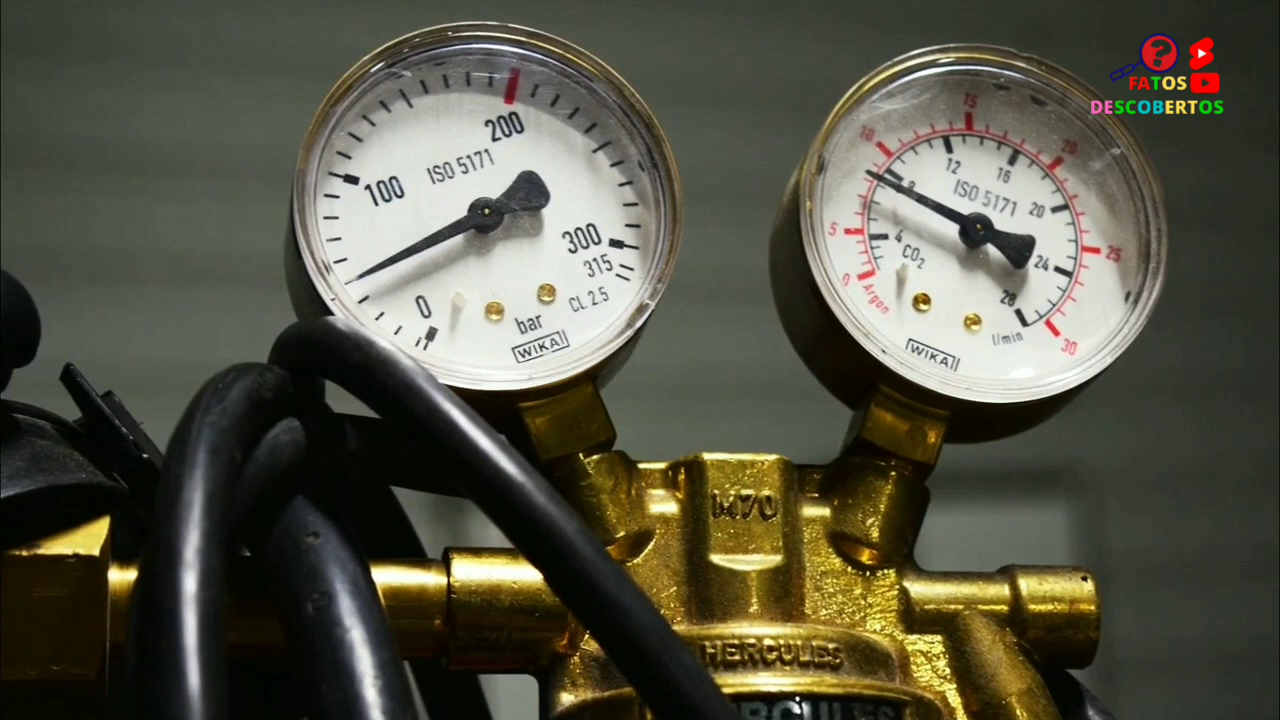 FATOS
DESCOBERTOS
200
ISO 5171
100
300
315
0
CL 2.5
bar
WIKA
15
10
20
12
16
8
ISO 5171
20
5
4
CO2
24
25
0
Argon
28
l/min
30
WIKA
M70
HERCULES
HERCULES